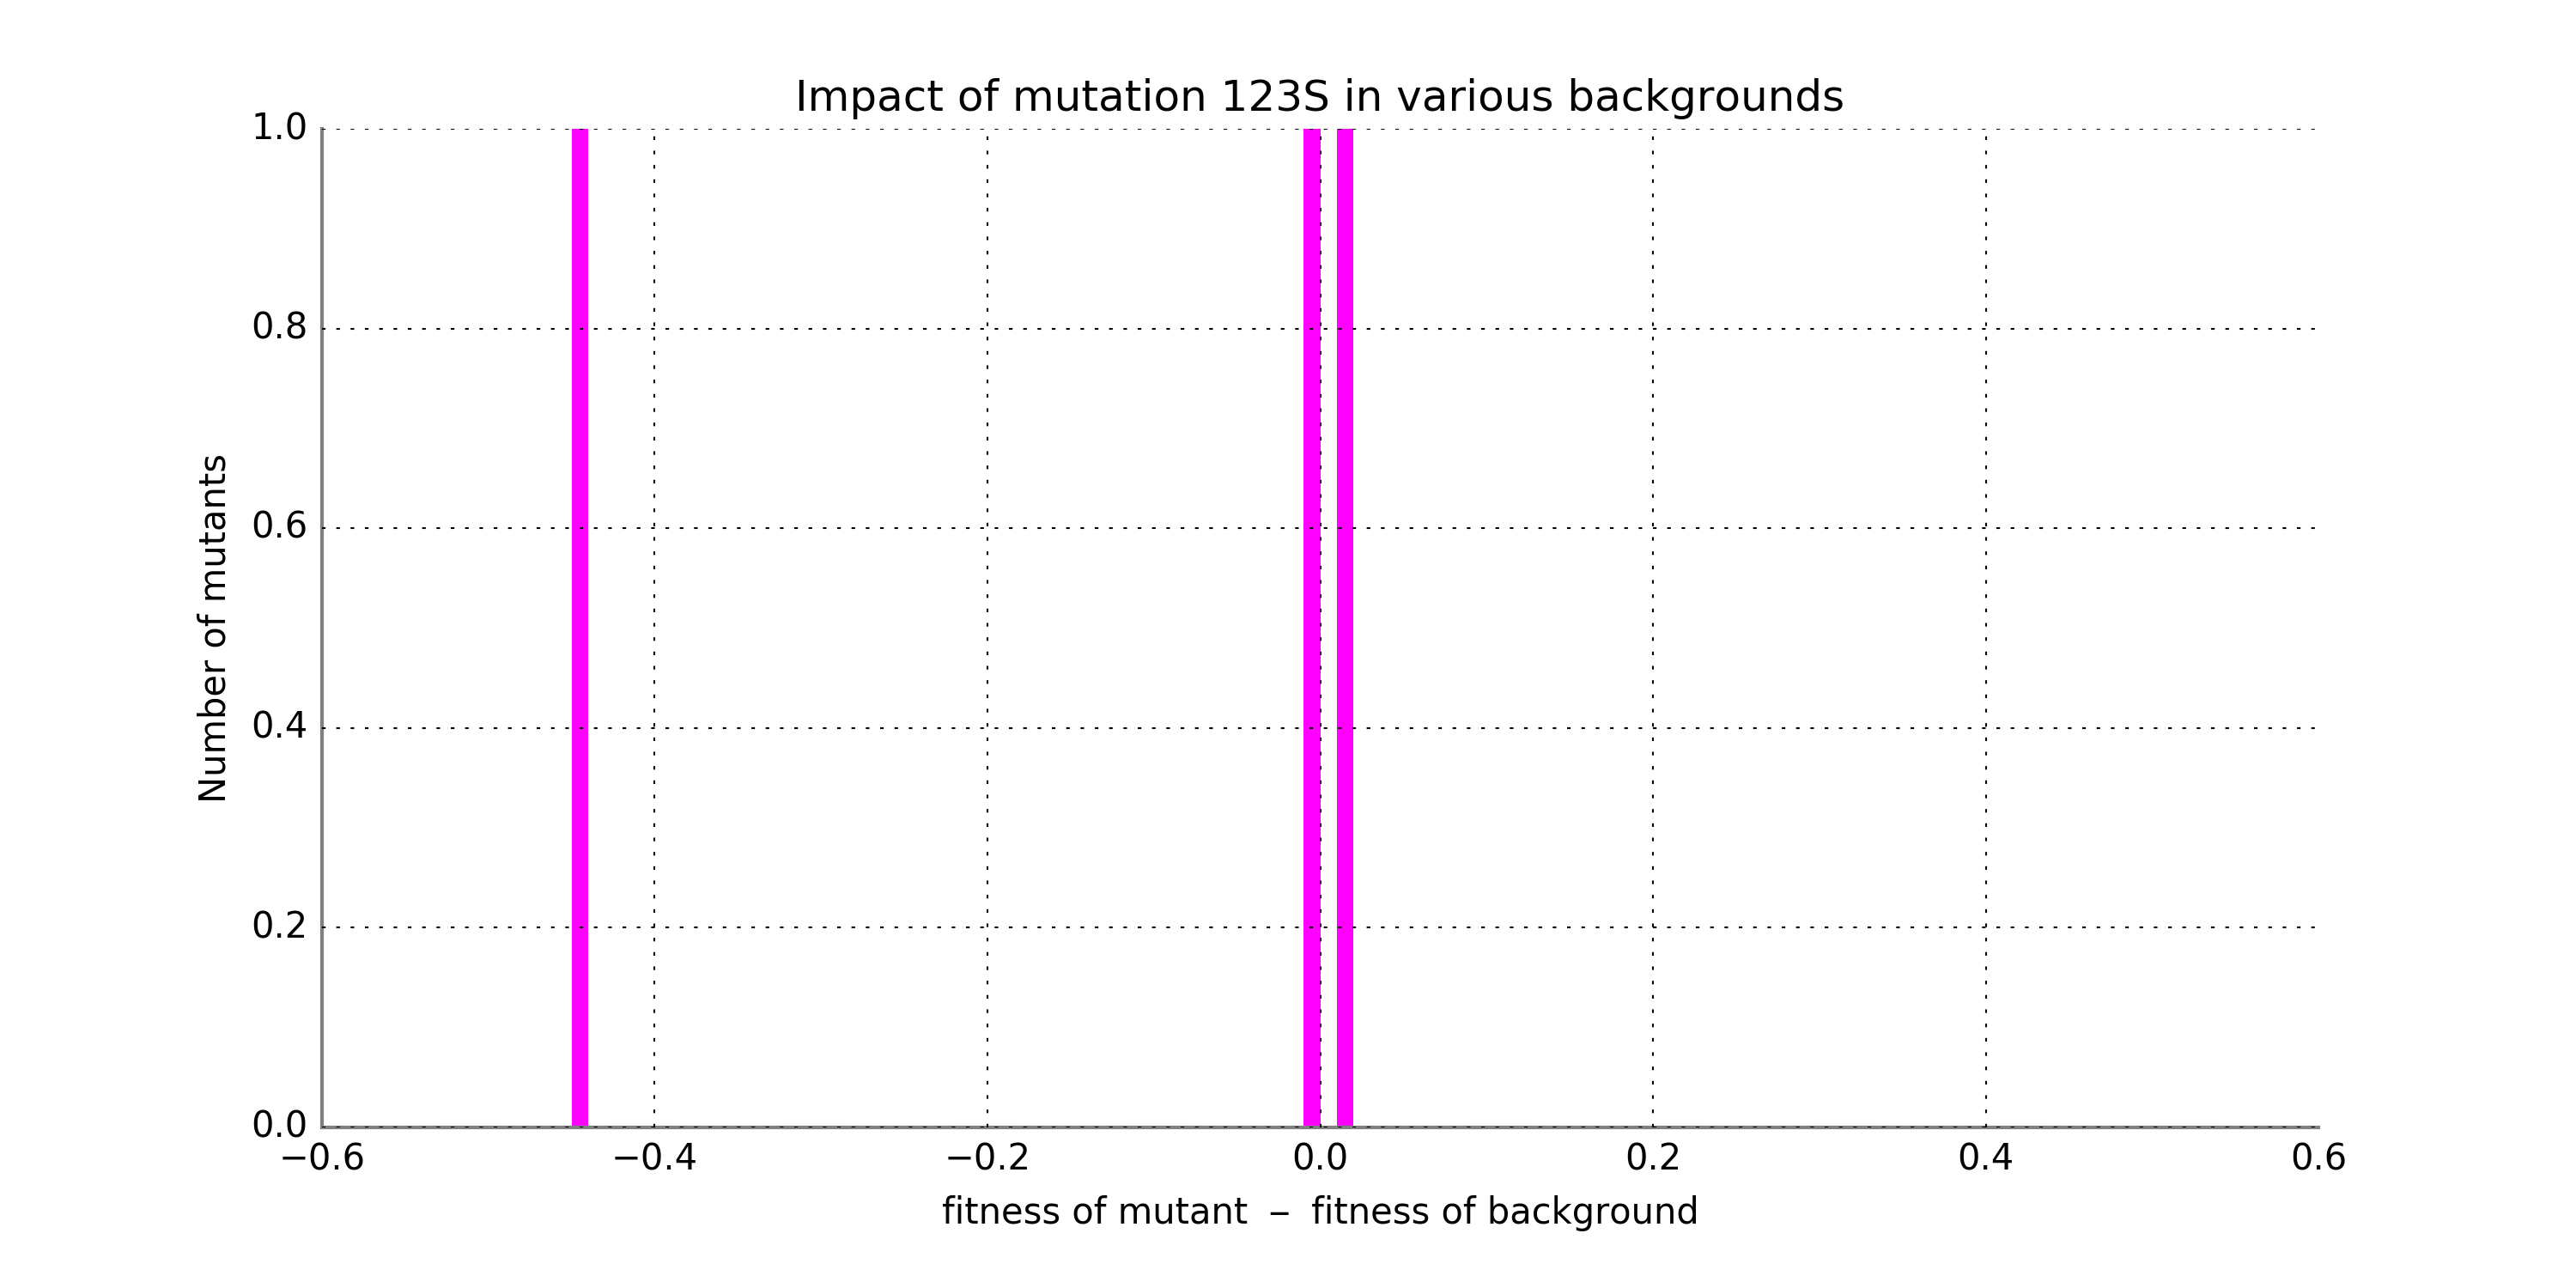 Impact of mutation 123S in various backgrounds
1.0
0.8
0.6
0.4
0.2
0.0
Number of mutants
−0.6 −0.4 −0.2 0.0 0.2 0.4 0.6
fitness of mutant − fitness of background